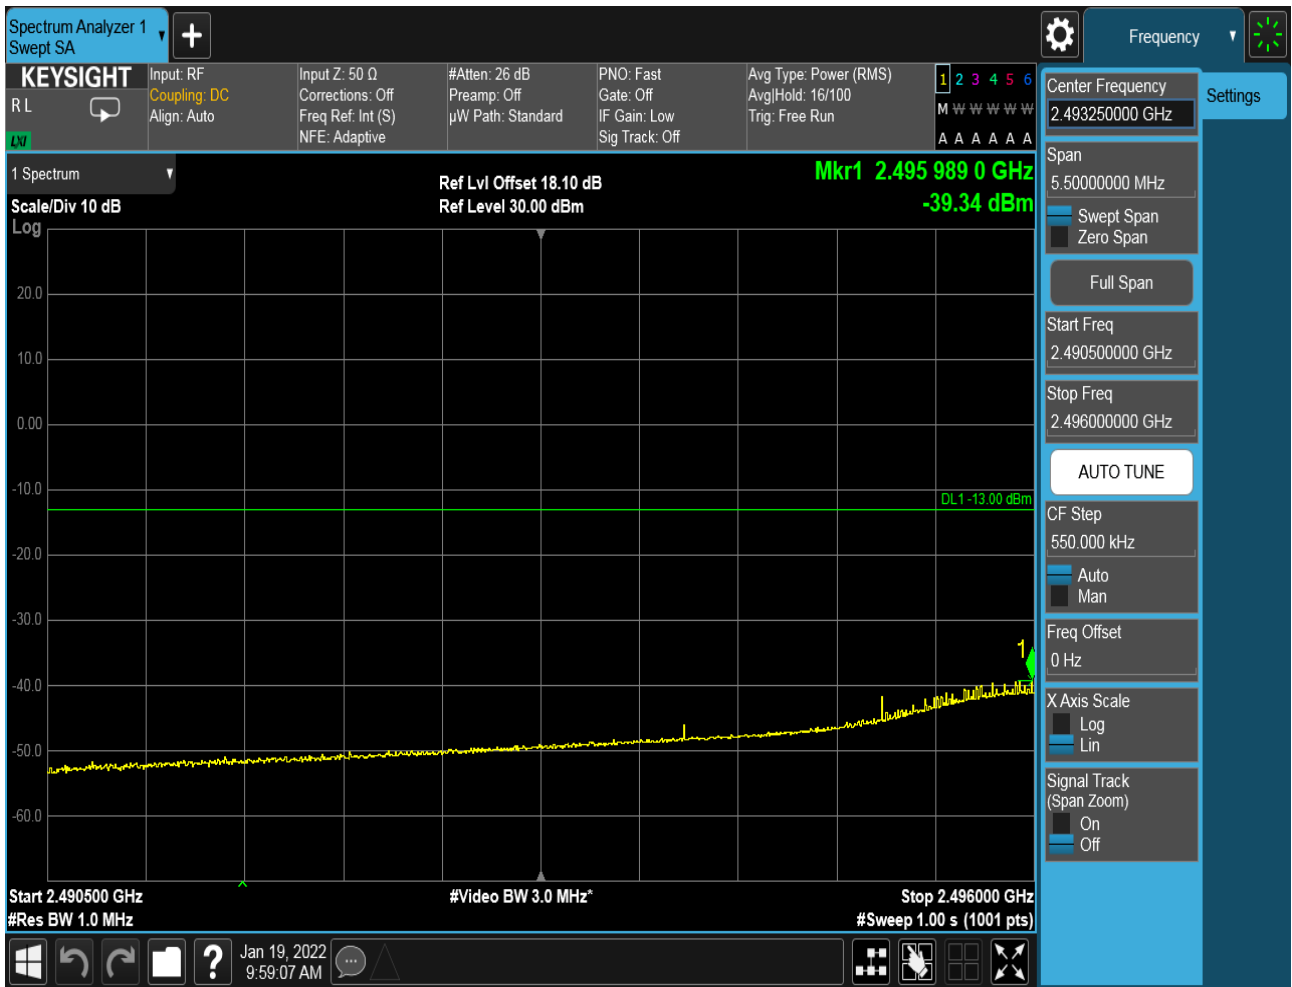 Spectrum Analyzer 1
Swept SA
Frequency
KEYSIGHT
R L
LXI
Input: RF
Coupling: DC
Align: Auto
Input Z: 50 Ω
Corrections: Off
Freq Ref: Int (S)
NFE: Adaptive
#Atten: 26 dB
Preamp: Off
µW Path: Standard
PNO: Fast
Gate: Off
IF Gain: Low
Sig Track: Off
Avg Type: Power (RMS)
Avg|Hold: 16/100
Trig: Free Run
1 2 3 4 5 6
M W W W W W
A A A A A A
1 Spectrum
Scale/Div 10 dB
Log
Ref Lvl Offset 18.10 dB
Ref Level 30.00 dBm
Mkr1 2.495 989 0 GHz
-39.34 dBm
20.0
10.0
0.00
-10.0
-20.0
-30.0
-40.0
-50.0
-60.0
DL1 -13.00 dBm
1
Start 2.490500 GHz
#Res BW 1.0 MHz
#Video BW 3.0 MHz*
Stop 2.496000 GHz
#Sweep 1.00 s (1001 pts)
?
Jan 19, 2022
9:59:07 AM
Center Frequency
2.493250000 GHz
Span
5.50000000 MHz
Swept Span
Zero Span
Full Span
Start Freq
2.490500000 GHz
Stop Freq
2.496000000 GHz
AUTO TUNE
CF Step
550.000 kHz
Auto
Man
Freq Offset
0 Hz
X Axis Scale
Log
Lin
Signal Track
(Span Zoom)
On
Off
Settings